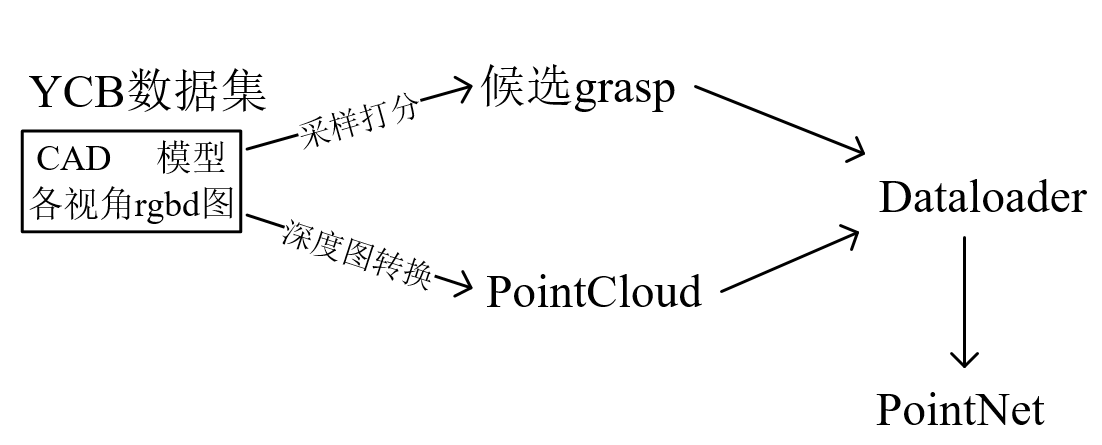 YCB数据集
CAD 模型
各视角rgbd图
采样打分
候选grasp
深度图转换
PointCloud
Dataloader
PointNet